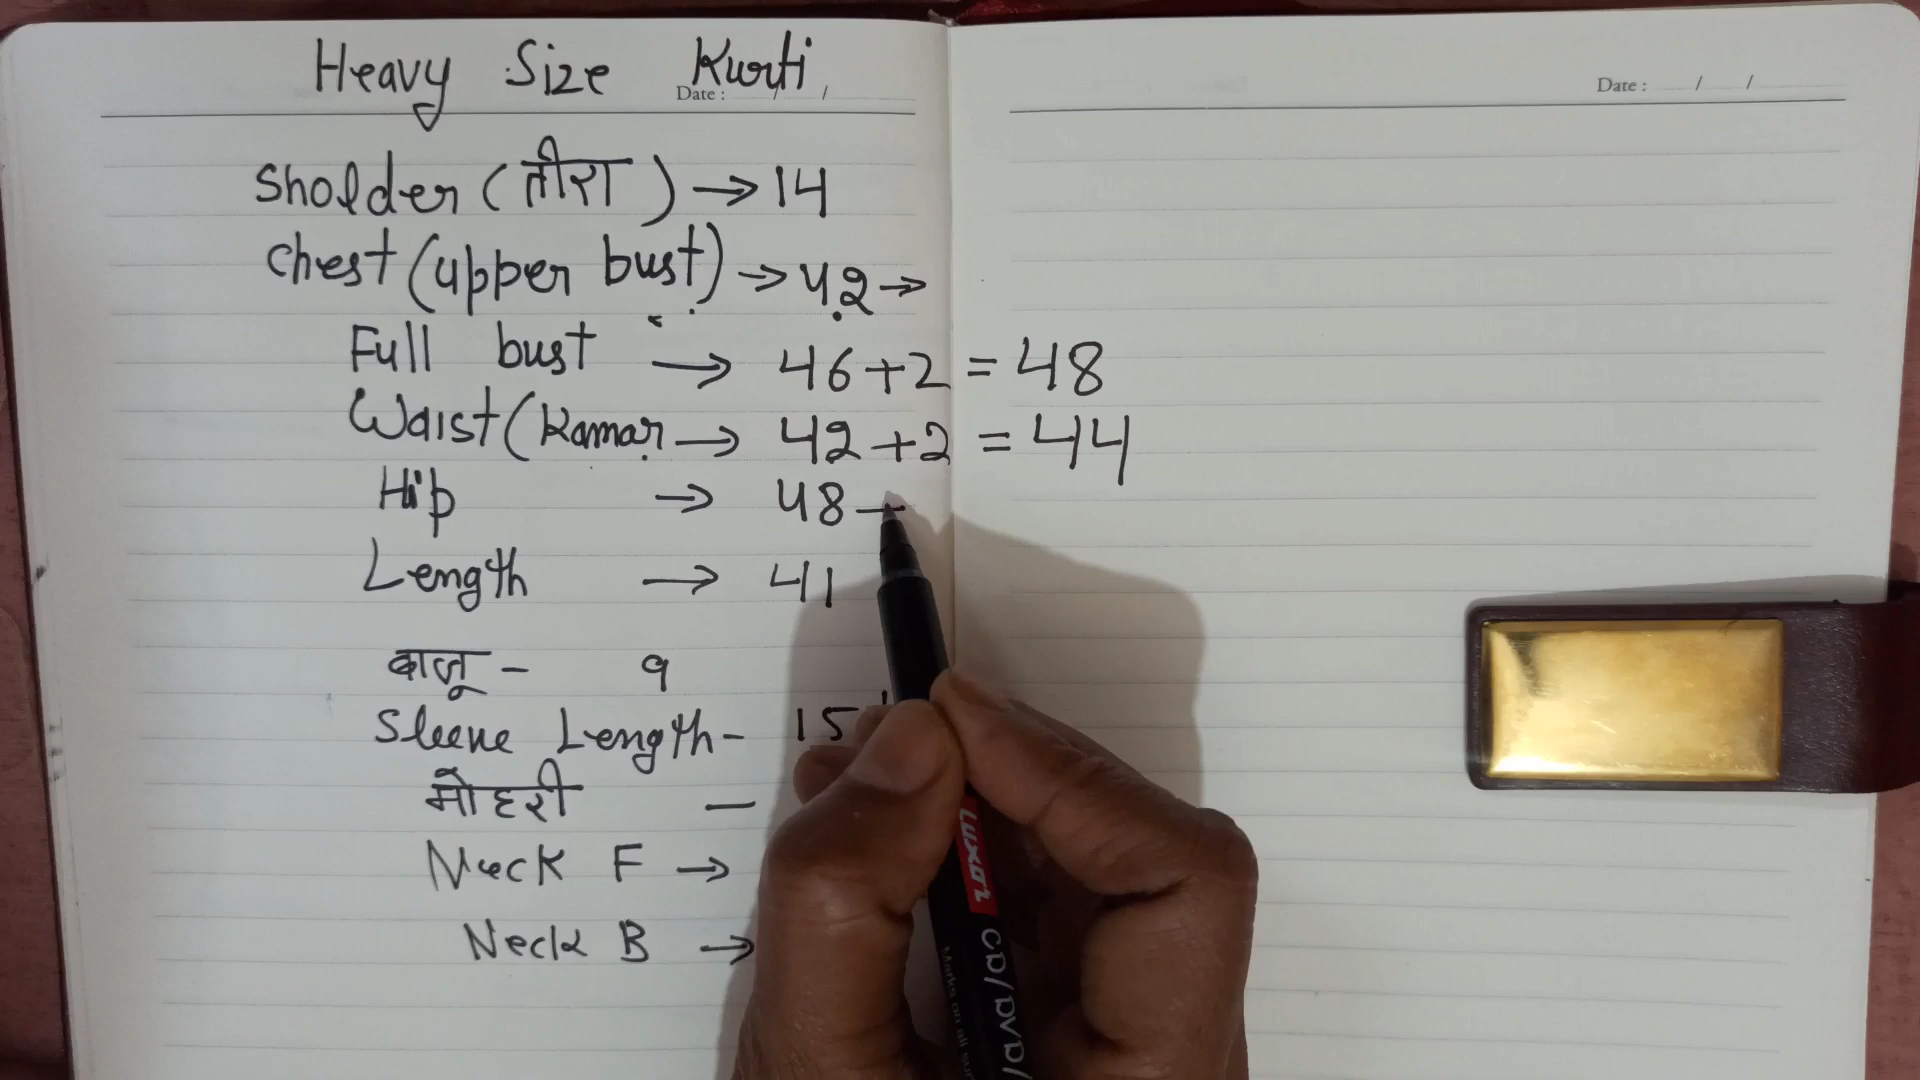 Heavy Size Kurti
Date : / /
Date : / /
Sholder (तीरा) → 14
Chest (upper bust) → 42 →
Full bust → 46+2 = 48
Waist (Kamar → 42+2 = 44
Hip → 48 +
Length → 41
बाजू - 9
Sleeve Length - 15
मोहरी —
Neck F →
Neck B →
LUXOR CD/DVD/